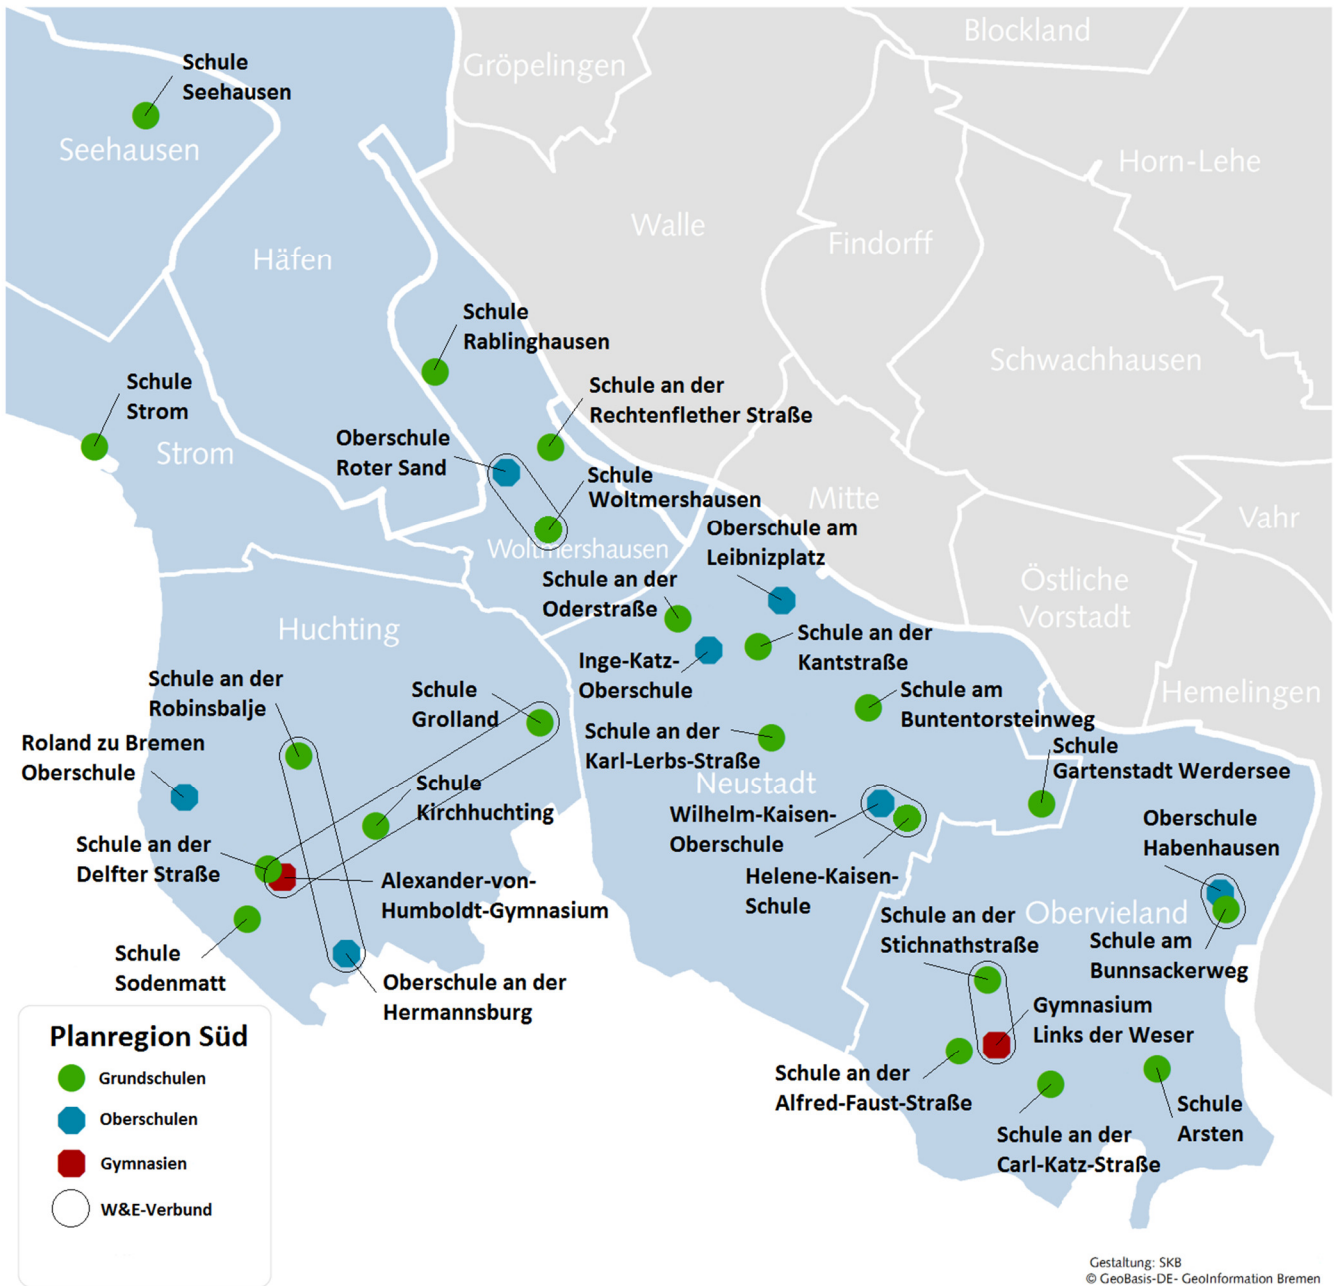 Schule
Seehausen
Seehausen
Gröpelingen
Blockland
Horn-Lehe
Walle
Findorff
Häfen
Schule
Rablinghausen
Schwachhausen
Schule
Strom
Strom
Schule an der
Rechtenflether Straße
Oberschule
Roter Sand
Schule
Woltmershausen
Mitte
Vahr
Oberschule am
Leibnizplatz
Woltmershausen
Schule an der
Oderstraße
Östliche
Vorstadt
Huchting
Schule an der
Kantstraße
Inge-Katz-
Oberschule
Schule an der
Robinsbalje
Schule
Grolland
Schule am
Buntentorsteinweg
Hemelingen
Roland zu Bremen
Oberschule
Schule an der
Karl-Lerbs-Straße
Schule
Gartenstadt Werdersee
Neustadt
Schule
Kirchhuchting
Wilhelm-Kaisen-
Oberschule
Oberschule
Habenhausen
Schule an der
Delfter Straße
Alexander-von-
Humboldt-Gymnasium
Helene-Kaisen-
Schule
Schule an der
Stichnathstraße
Obervieland
Schule am
Bunnsackerweg
Schule
Sodenmatt
Oberschule an der
Hermannsburg
Gymnasium
Links der Weser
Schule an der
Alfred-Faust-Straße
Schule
Arsten
Schule an der
Carl-Katz-Straße
Planregion Süd
Grundschulen
Oberschulen
Gymnasien
W&E-Verbund
Gestaltung: SKB
© GeoBasis-DE- GeoInformation Bremen